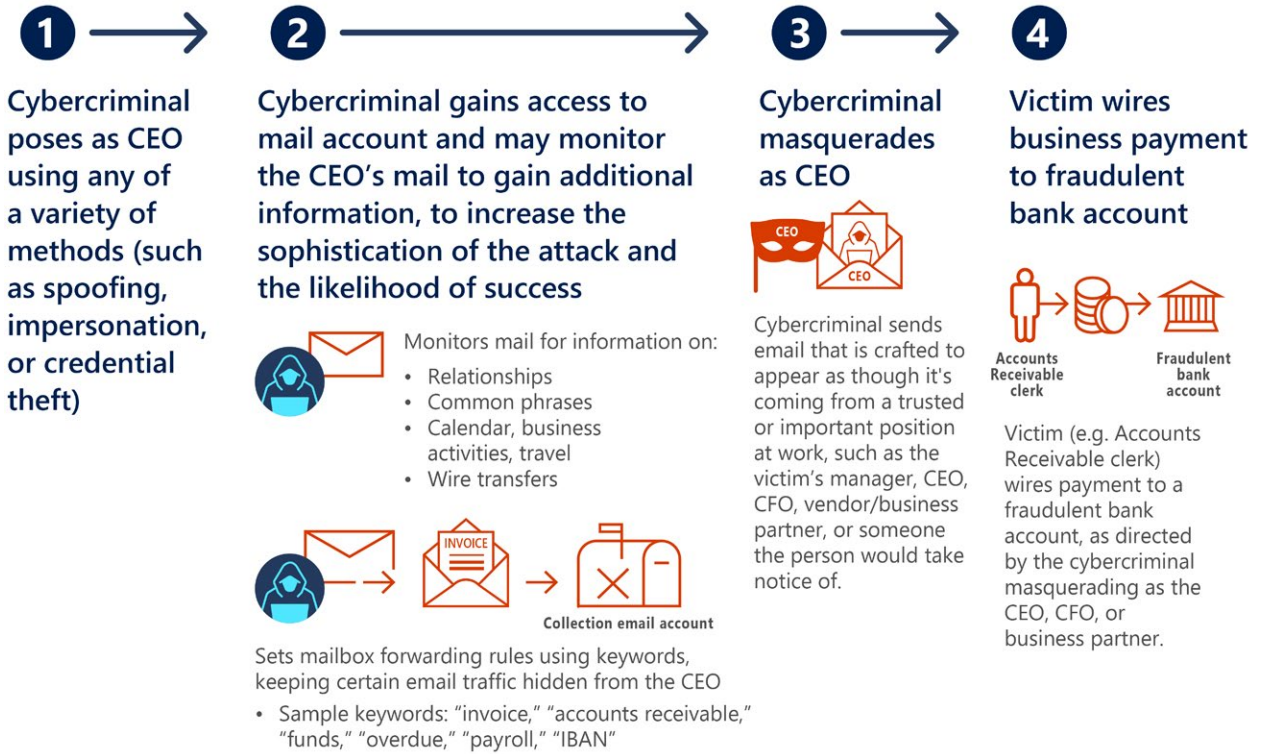 1
Cybercriminal
poses as CEO
using any of
a variety of
methods (such
as spoofing,
impersonation,
or credential
theft)
2
Cybercriminal gains access to
mail account and may monitor
the CEO’s mail to gain additional
information, to increase the
sophistication of the attack and
the likelihood of success
Monitors mail for information on:
• Relationships
• Common phrases
• Calendar, business
activities, travel
• Wire transfers
INVOICE
Collection email account
Sets mailbox forwarding rules using keywords,
keeping certain email traffic hidden from the CEO
• Sample keywords: “invoice,” “accounts receivable,”
“funds,” “overdue,” “payroll,” “IBAN”
3
Cybercriminal
masquerades
as CEO
CEO
CEO
Cybercriminal sends
email that is crafted to
appear as though it's
coming from a trusted
or important position
at work, such as the
victim’s manager, CEO,
CFO, vendor/business
partner, or someone
the person would take
notice of.
4
Victim wires
business payment
to fraudulent
bank account
Accounts
Receivable
clerk
Fraudulent
bank
account
Victim (e.g. Accounts
Receivable clerk)
wires payment to a
fraudulent bank
account, as directed
by the cybercriminal
masquerading as the
CEO, CFO, or
business partner.